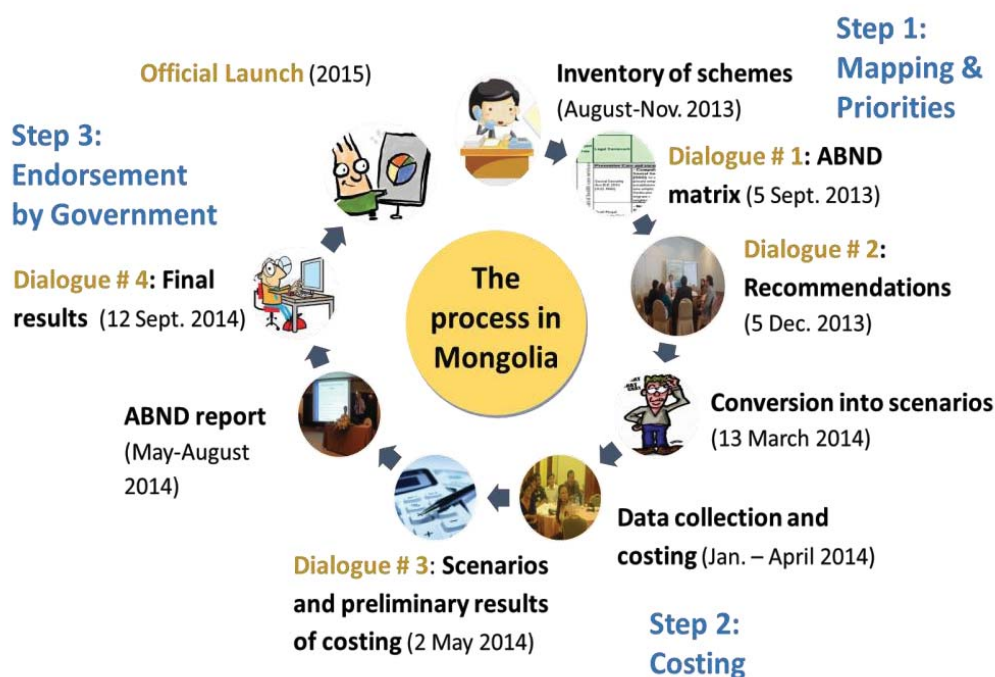 Step 1:
Mapping &
Priorities
Official Launch (2015)
Inventory of schemes
(August-Nov. 2013)
Step 3:
Endorsement
by Government
Dialogue # 1: ABND
matrix (5 Sept. 2013)
Dialogue # 2:
Recommendations
(5 Dec. 2013)
Dialogue # 4: Final
results (12 Sept. 2014)
The
process in
Mongolia
Conversion into scenarios
(13 March 2014)
ABND report
(May-August
2014)
Data collection and
costing (Jan. – April 2014)
Dialogue # 3: Scenarios
and preliminary results
of costing (2 May 2014)
Step 2:
Costing